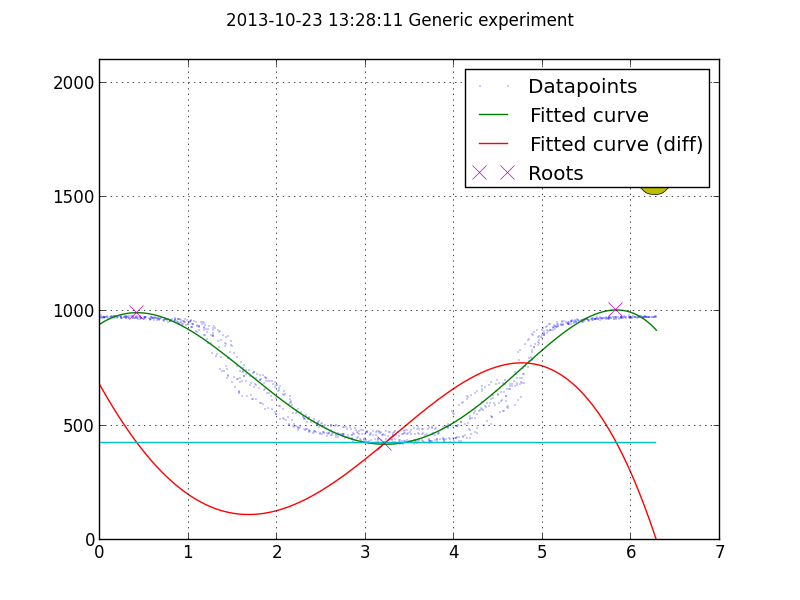 2013-10-23 13:28:11 Generic experiment
2000
1500
1000
500
0
Datapoints
Fitted curve
Fitted curve (diff)
Roots
0 1 2 3 4 5 6 7